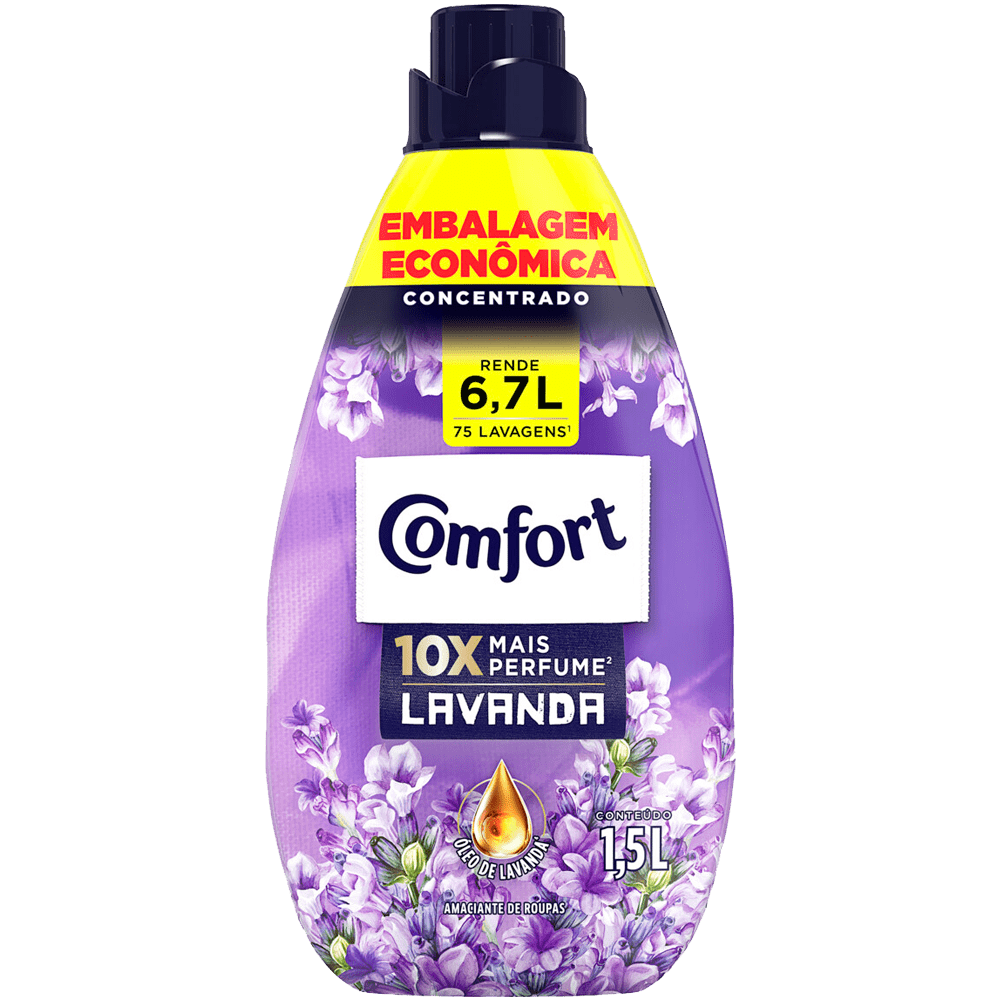 EMBALAGEM
ECONÔMICA
CONCENTRADO
RENDE
6,7L
75 LAVAGENS¹
Comfort
10X MAIS
PERFUME²
LAVANDA
ÓLEO DE LAVANDA
CONTEÚDO
1,5L
AMACIANTE DE ROUPAS